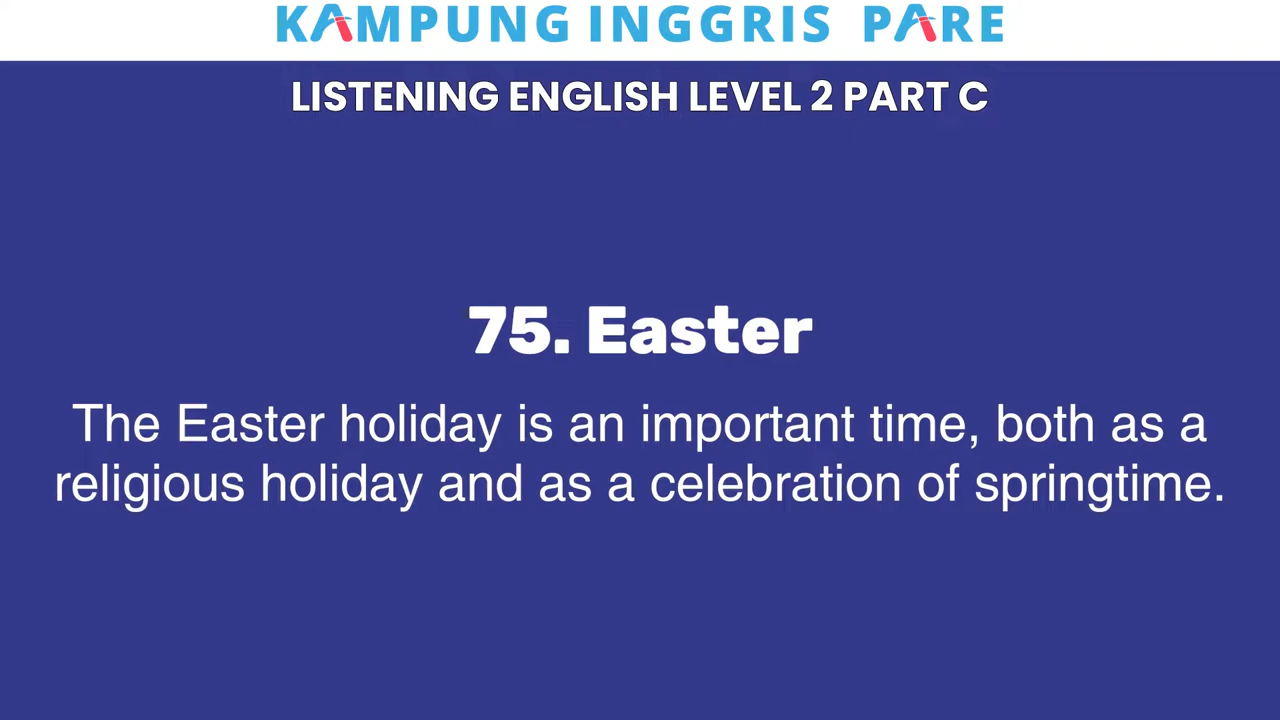 KAMPUNG INGGRIS PARE
LISTENING ENGLISH LEVEL 2 PART C
75. Easter
The Easter holiday is an important time, both as a
religious holiday and as a celebration of springtime.